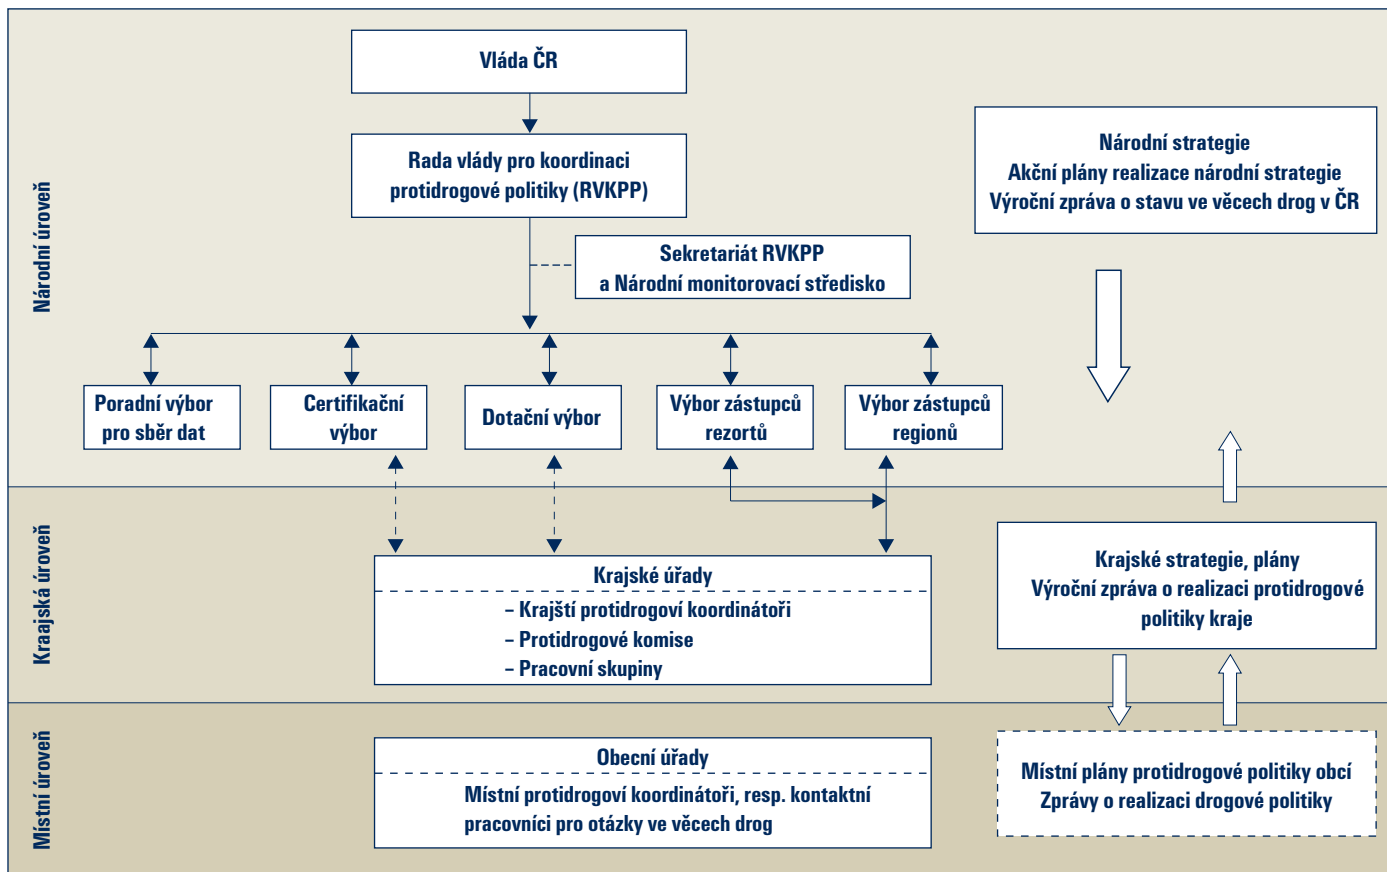 Národní úroveň
Vláda ČR
Rada vlády pro koordinaci
protidrogové politiky (RVKPP)
Sekretariát RVKPP
a Národní monitorovací středisko
Poradní výbor
pro sběr dat
Certifikační
výbor
Dotační výbor
Výbor zástupců
rezortů
Výbor zástupců
regionů
Národní strategie
Akční plány realizace národní strategie
Výroční zpráva o stavu ve věcech drog v ČR
Kraajská úroveň
Krajské úřady
– Krajští protidrogoví koordinátoři
– Protidrogové komise
– Pracovní skupiny
Krajské strategie, plány
Výroční zpráva o realizaci protidrogové
politiky kraje
Místní úroveň
Obecní úřady
Místní protidrogoví koordinátoři, resp. kontaktní
pracovníci pro otázky ve věcech drog
Místní plány protidrogové politiky obcí
Zprávy o realizaci drogové politiky